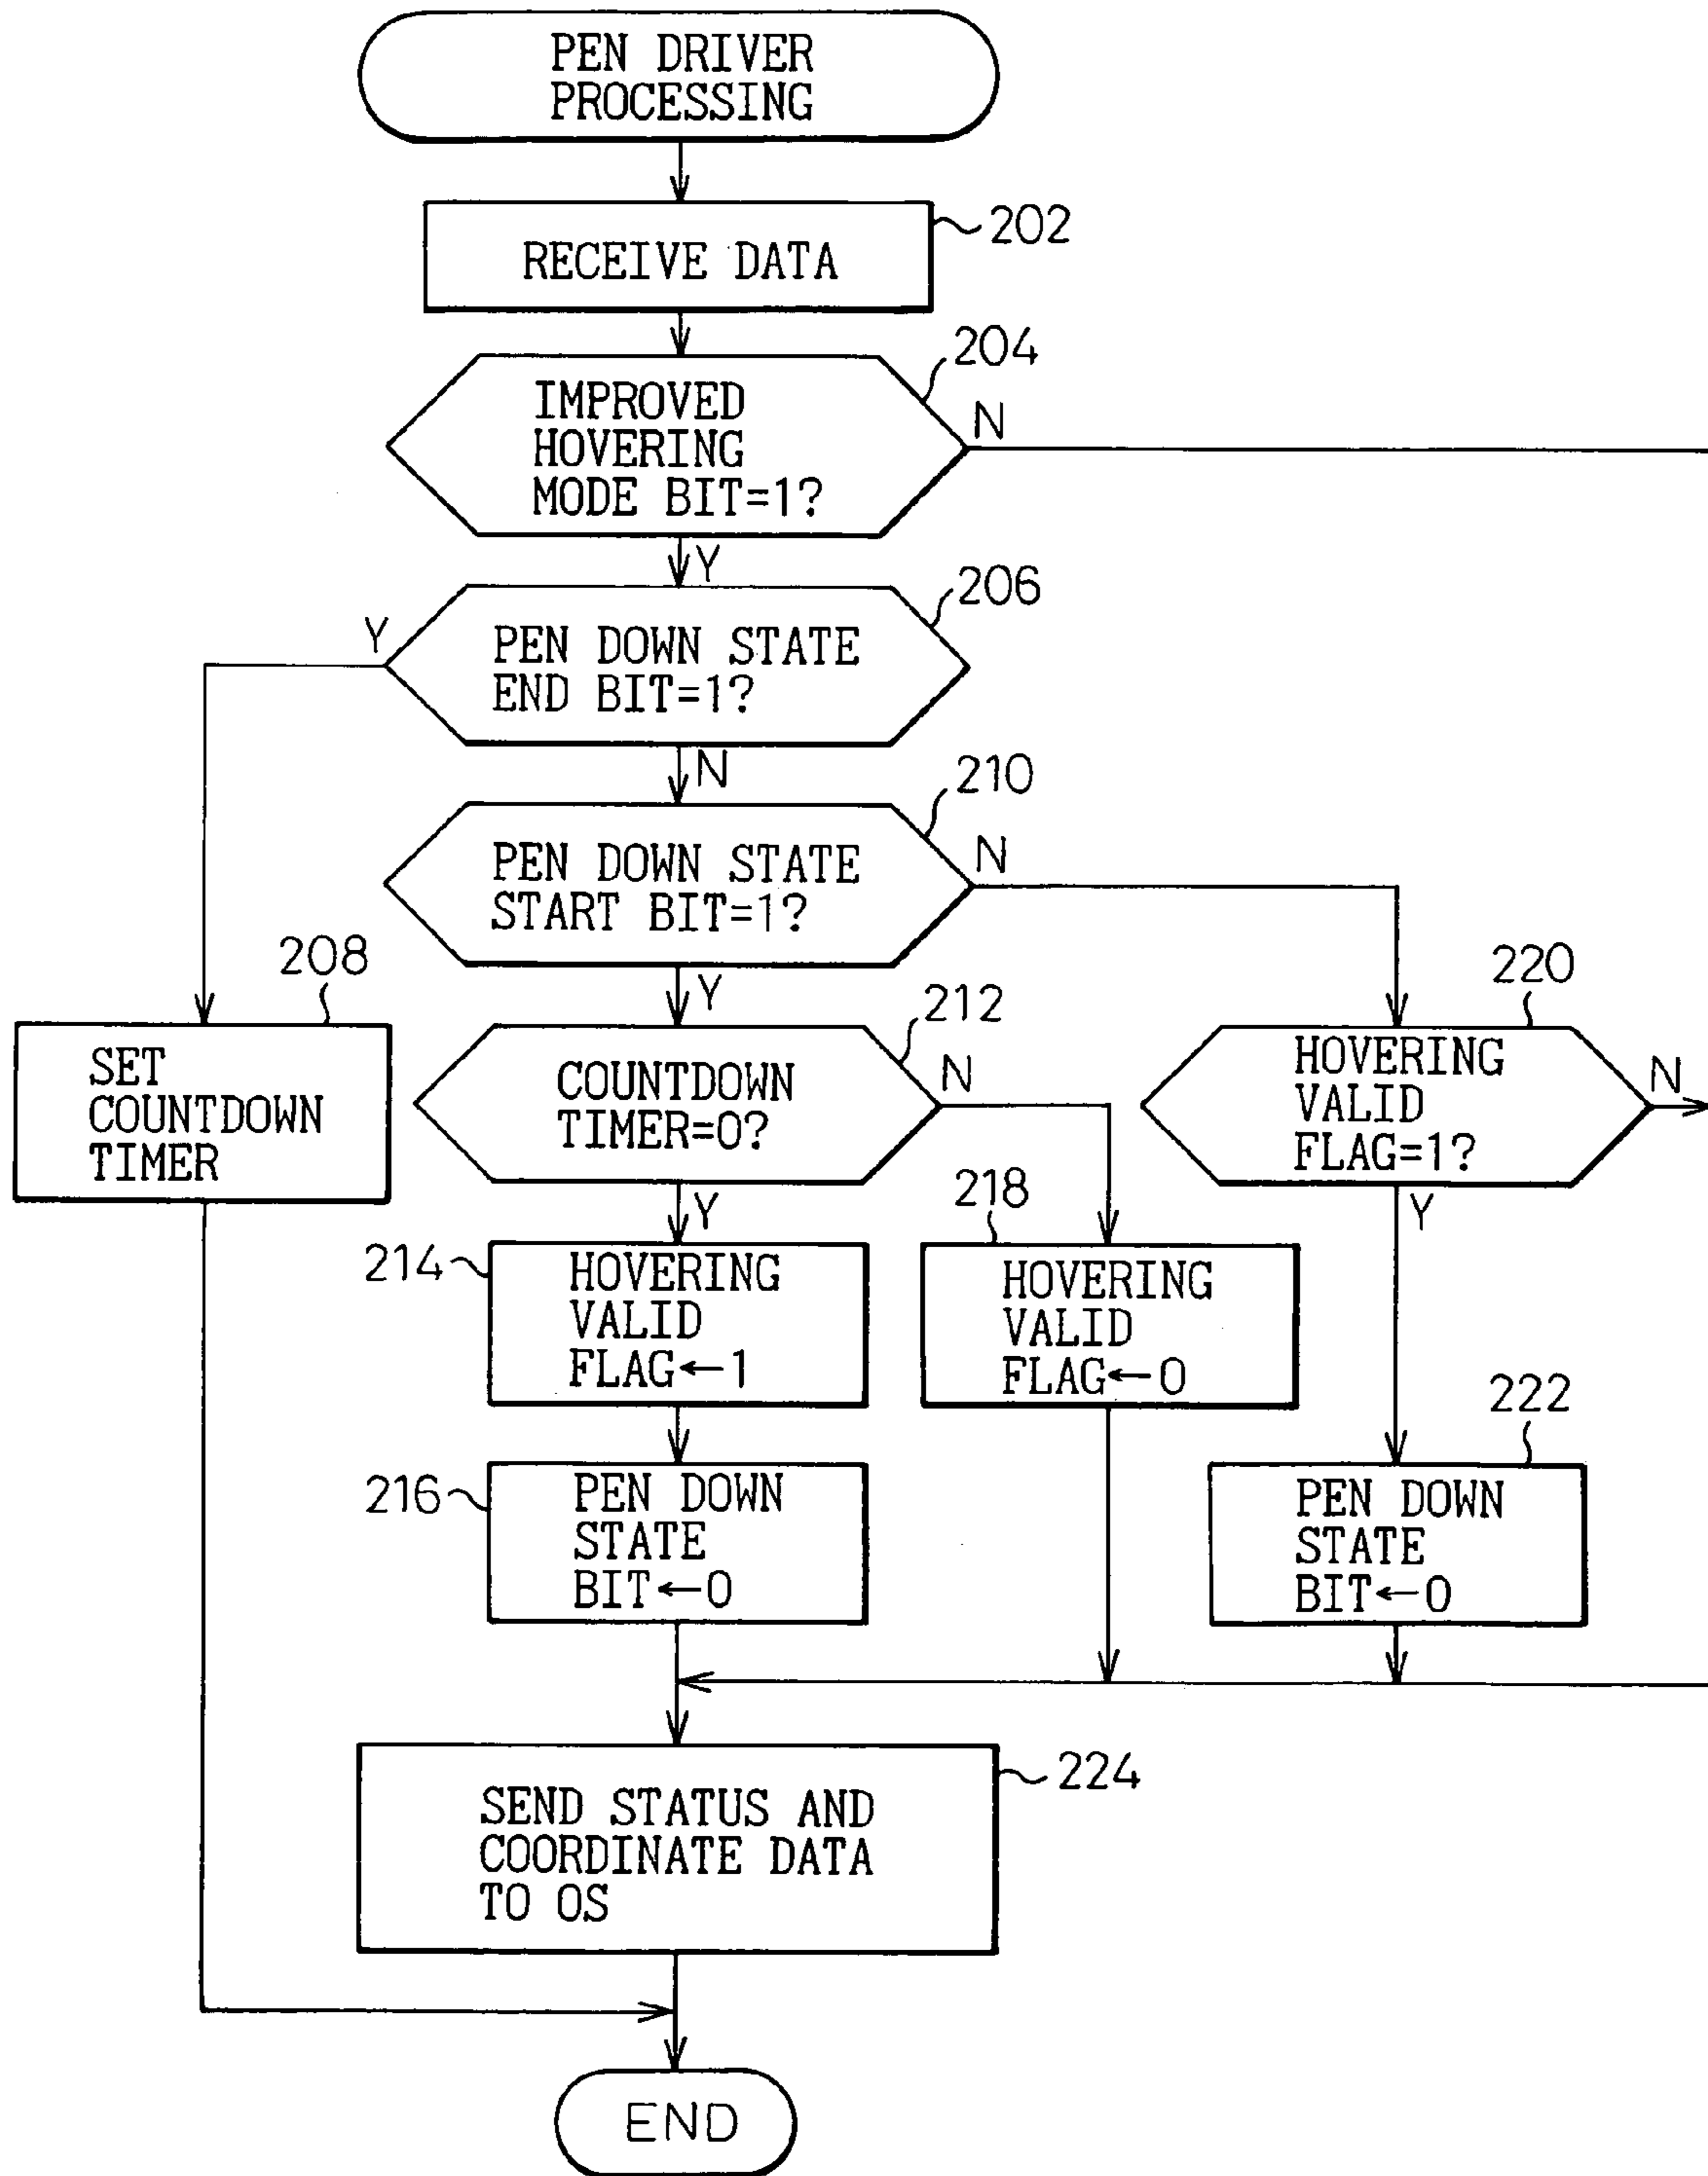 PEN DRIVER
PROCESSING
202
RECEIVE DATA
204
IMPROVED
HOVERING
MODE BIT=1?
N
Y
206
Y
PEN DOWN STATE
END BIT=1?
N
210
PEN DOWN STATE
START BIT=1?
N
Y
208
SET
COUNTDOWN
TIMER
212
COUNTDOWN
TIMER=0?
N
Y
220
HOVERING
VALID
FLAG=1?
N
Y
214
HOVERING
VALID
FLAG←1
218
HOVERING
VALID
FLAG←0
216
PEN DOWN
STATE
BIT←0
222
PEN DOWN
STATE
BIT←0
224
SEND STATUS AND
COORDINATE DATA
TO OS
END